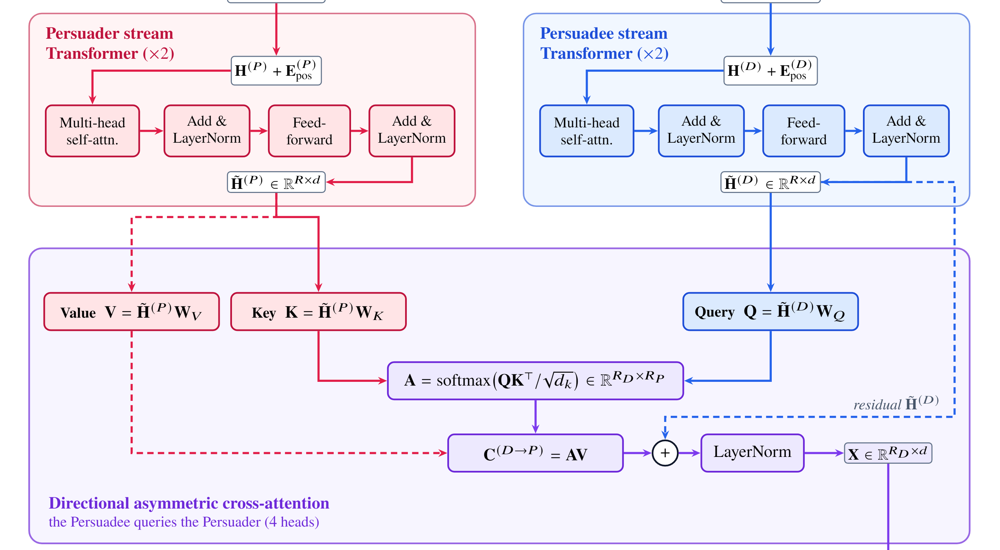 Persuader stream
Transformer (×2)
H^(P) + E_pos^(P)
Multi-head
self-attn.
Add &
LayerNorm
Feed-
forward
Add &
LayerNorm
H̃^(P) ∈ ℝ^{R×d}
Persuadee stream
Transformer (×2)
H^(D) + E_pos^(D)
Multi-head
self-attn.
Add &
LayerNorm
Feed-
forward
Add &
LayerNorm
H̃^(D) ∈ ℝ^{R×d}
Value V = H̃^(P) W_V
Key K = H̃^(P) W_K
Query Q = H̃^(D) W_Q
A = softmax(QK^⊤/√d_k) ∈ ℝ^{R_D×R_P}
residual H̃^(D)
C^(D→P) = AV
+
LayerNorm
X ∈ ℝ^{R_D×d}
Directional asymmetric cross-attention
the Persuadee queries the Persuader (4 heads)